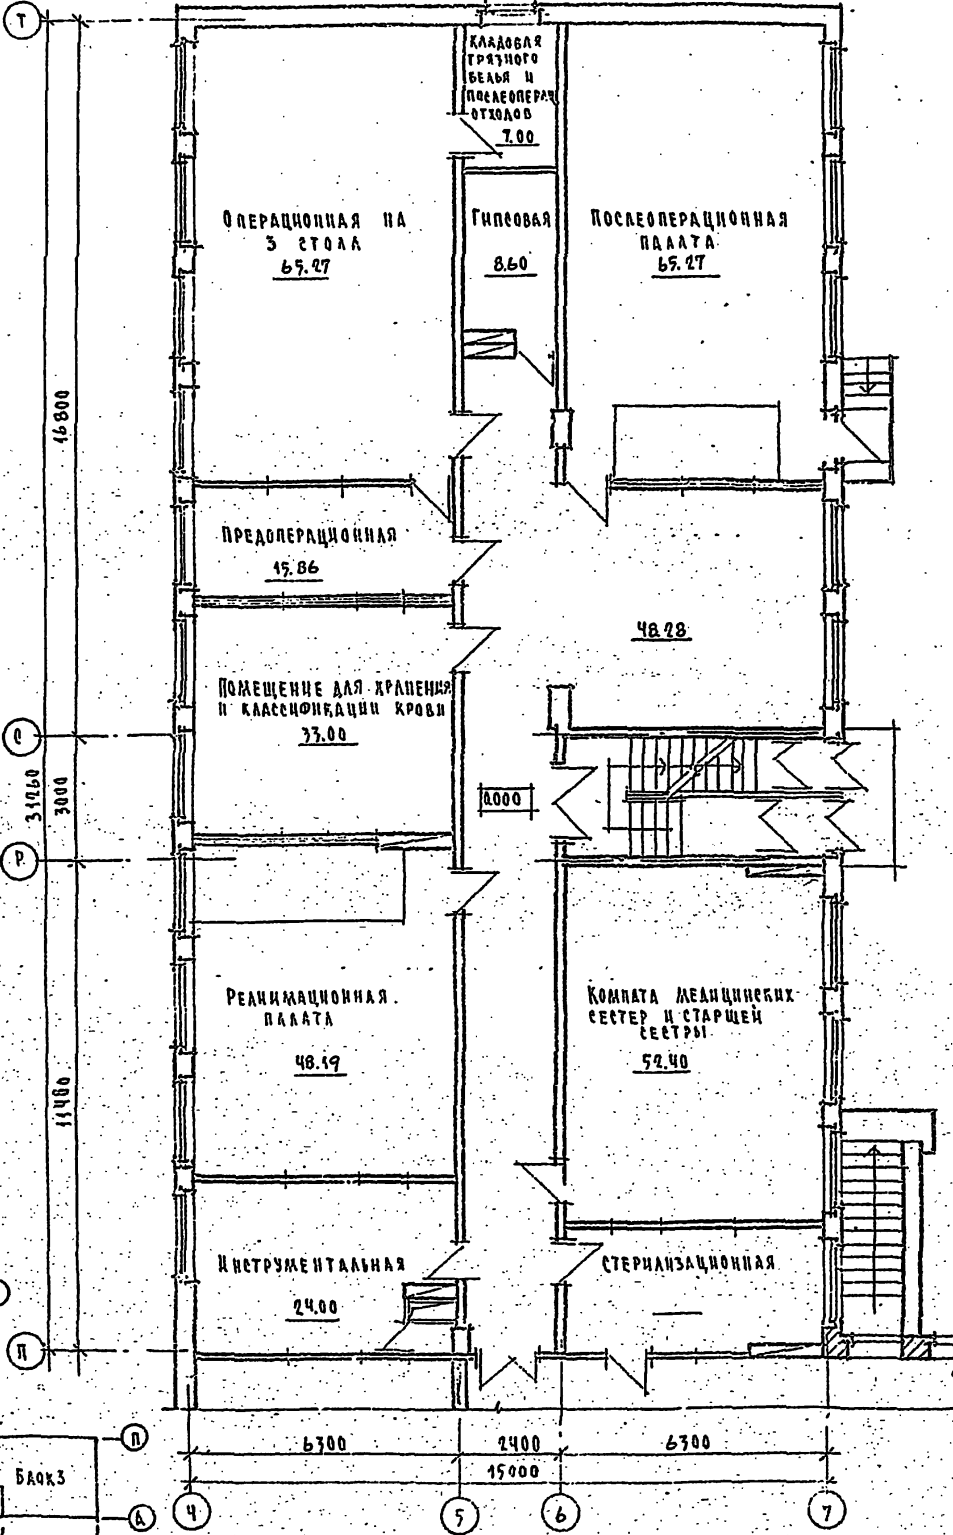 Т
КЛАДОВАЯ
ГРЯЗНОГО
БЕЛЬЯ И
ПОСЛЕОПЕРАЦ
ОТХОДОВ
7.00
ОПЕРАЦИОННАЯ НА
3 СТОЛА
65.27
ГИПСОВАЯ
8.60
ПОСЛЕОПЕРАЦИОННАЯ
ПАЛАТА
65.27
16800
ПРЕДОПЕРАЦИОННАЯ
15.86
48.28
ПОМЕЩЕНИЕ ДЛЯ ХРАНЕНИЯ
И КЛАССИФИКАЦИИ КРОВИ
33.00
С
31260
3000
0.000
Р
РЕАНИМАЦИОННАЯ
ПАЛАТА
48.19
КОМНАТА МЕДИЦИНСКИХ
СЕСТЕР И СТАРШЕЙ
СЕСТРЫ
52.40
11460
ИНСТРУМЕНТАЛЬНАЯ
24.00
СТЕРИЛИЗАЦИОННАЯ
П
6300
2400
6300
15000
П
БЛОК 3
А
4
5
6
7